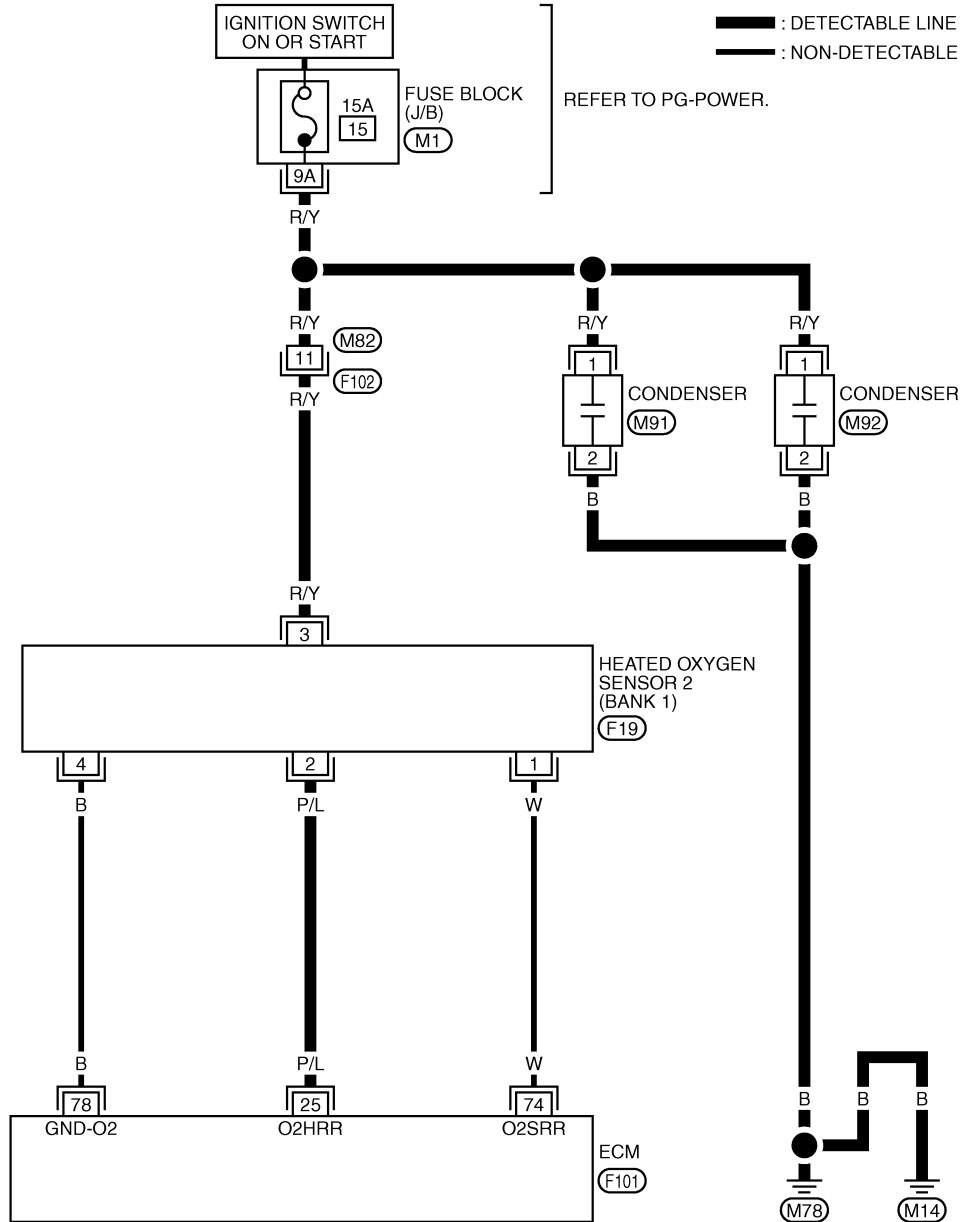 IGNITION SWITCH
ON OR START
: DETECTABLE LINE
: NON-DETECTABLE
15A
15
FUSE BLOCK
(J/B)
M1
REFER TO PG-POWER.
9A
R/Y
R/Y
R/Y
R/Y
M82
11
F102
R/Y
1
CONDENSER
M91
2
B
1
CONDENSER
M92
2
B
R/Y
3
HEATED OXYGEN
SENSOR 2
(BANK 1)
F19
4
2
1
B
P/L
W
B
P/L
W
78
25
74
GND-O2
O2HRR
O2SRR
ECM
F101
B
B
B
M78
M14